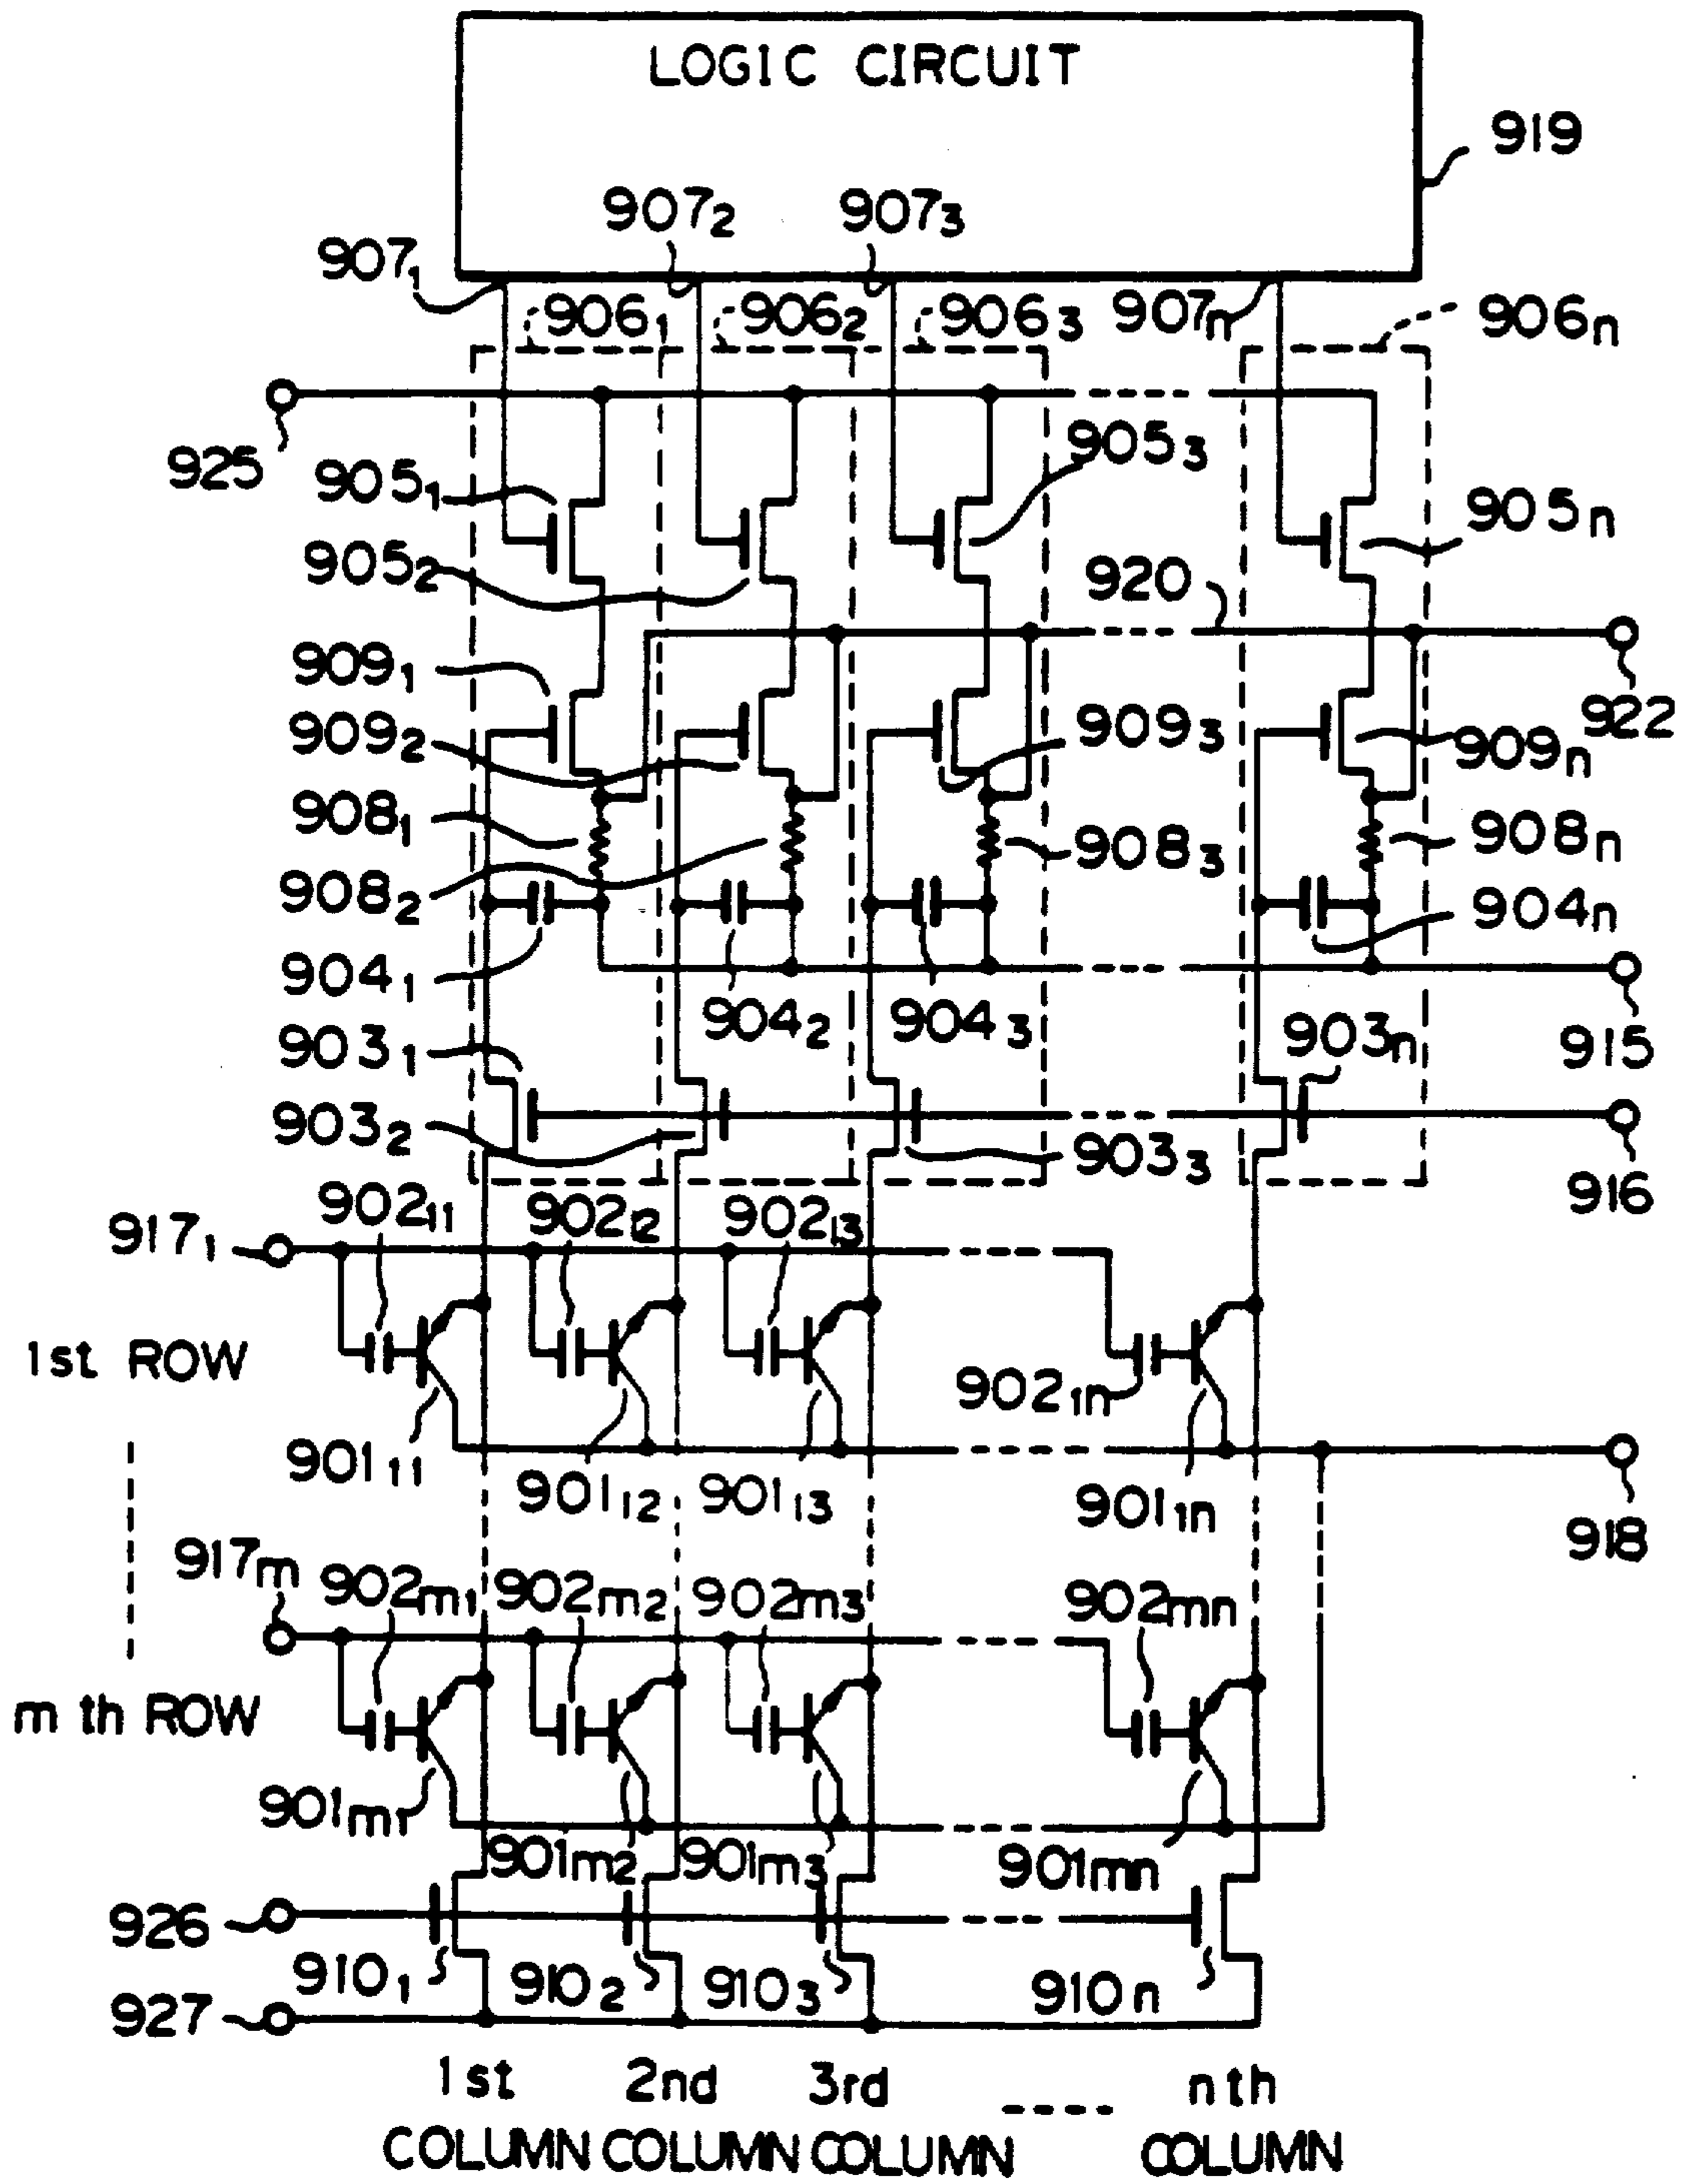 LOGIC CIRCUIT
919
907₂ 907₃
907₁
906₁ 906₂ 906₃ 907n 906n
925
905₁ 905₃
905₂ 905n
920
909₁ 922
909₂ 909₃ 909n
908₁ 908₃ 908n
908₂ 904n
904₁ 904₂ 904₃ 915
903₁ 903n
903₂ 903₃ 916
917₁ 902₁₁ 902₁₂ 902₁₃
1st ROW
902₁n
901₁₁ 901₁₂ 901₁₃ 901₁n
918
917m 902m₁ 902m₂ 902m₃ 902mn
m th ROW
901m₁ 901m₂ 901m₃ 901mn
926
910₁ 910₂ 910₃ 910n
927
1st 2nd 3rd nth
COLUMN COLUMN COLUMN COLUMN